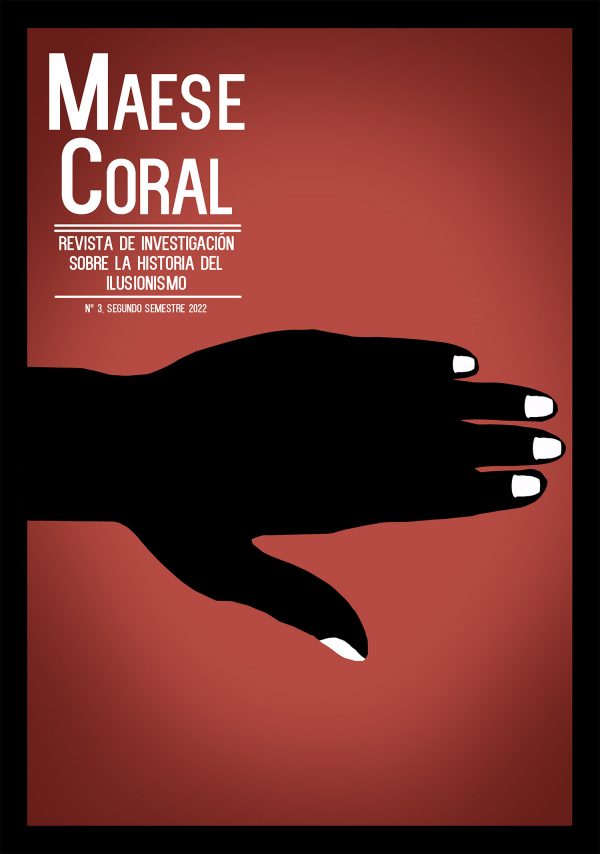 MAESE
CORAL
REVISTA DE INVESTIGACIÓN
SOBRE LA HISTORIA DEL
ILUSIONISMO
Nº 3, SEGUNDO SEMESTRE 2022